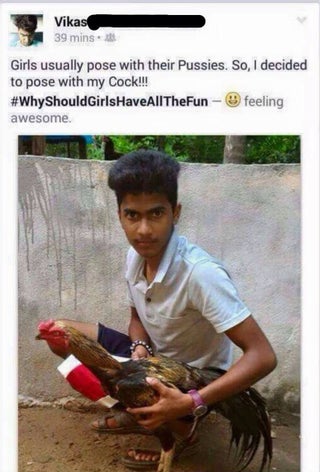 Vikas
39 mins
Girls usually pose with their Pussies. So, I decided
to pose with my Cock!!!
#WhyShouldGirlsHaveAllTheFun — 😃 feeling
awesome.